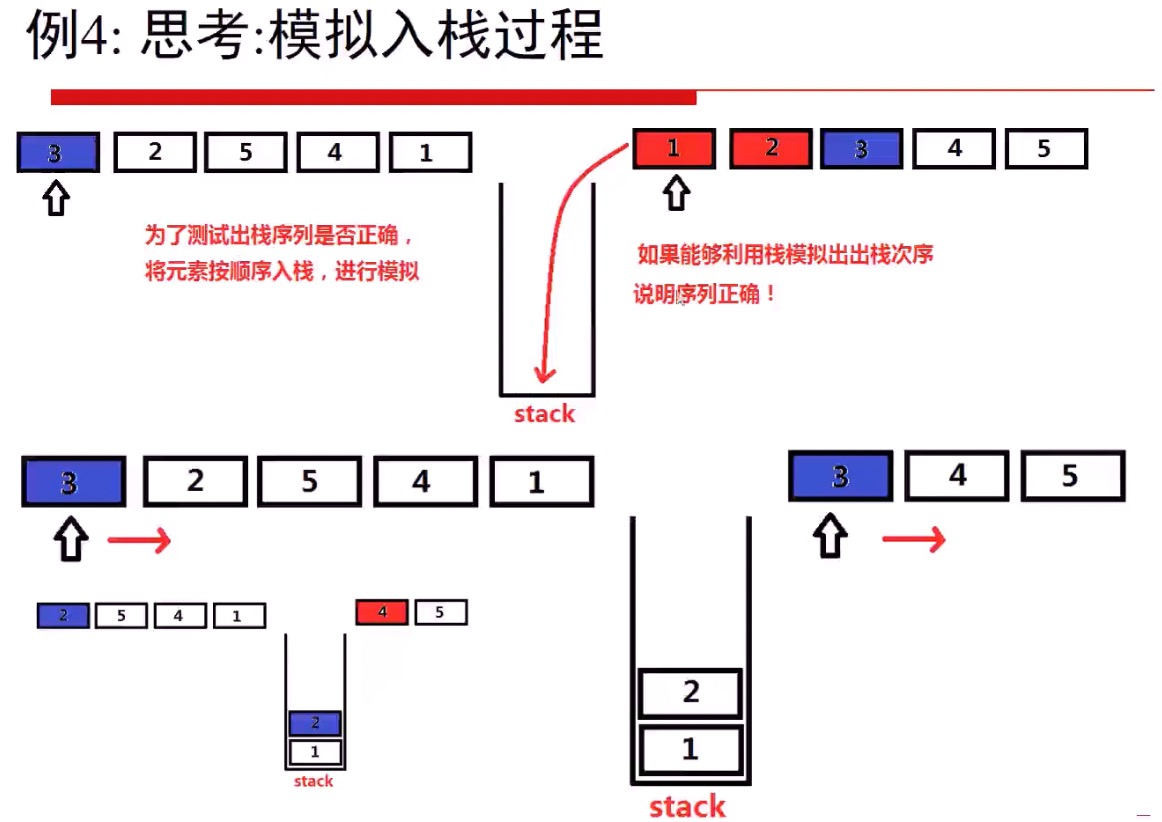 例4: 思考:模拟入栈过程
3 2 5 4 1
1 2 3 4 5
为了测试出栈序列是否正确，
将元素按顺序入栈，进行模拟
如果能够利用栈模拟出出栈次序
说明序列正确！
stack
3 2 5 4 1
3 4 5
2 5 4 1
4 5
2
1
stack
2
1
stack